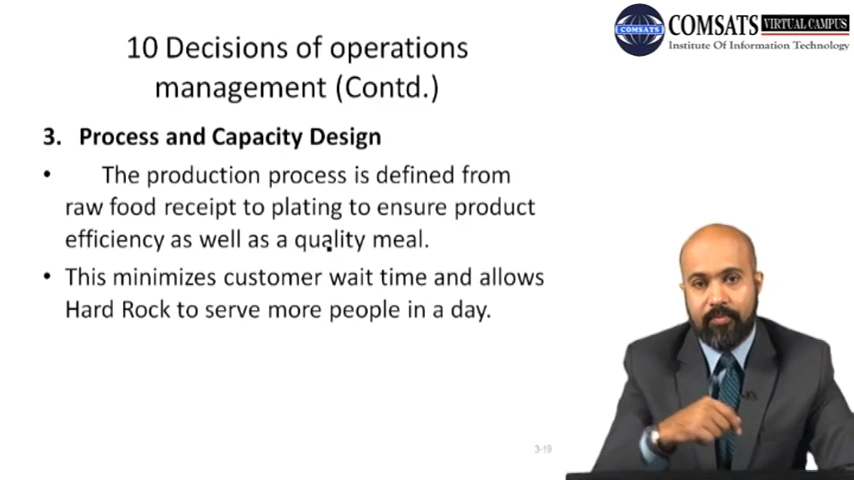 COMSATS VIRTUAL CAMPUS
Institute Of Information Technology
COMSATS
10 Decisions of operations
management (Contd.)
3. Process and Capacity Design
• The production process is defined from
raw food receipt to plating to ensure product
efficiency as well as a quality meal.
• This minimizes customer wait time and allows
Hard Rock to serve more people in a day.
3-19